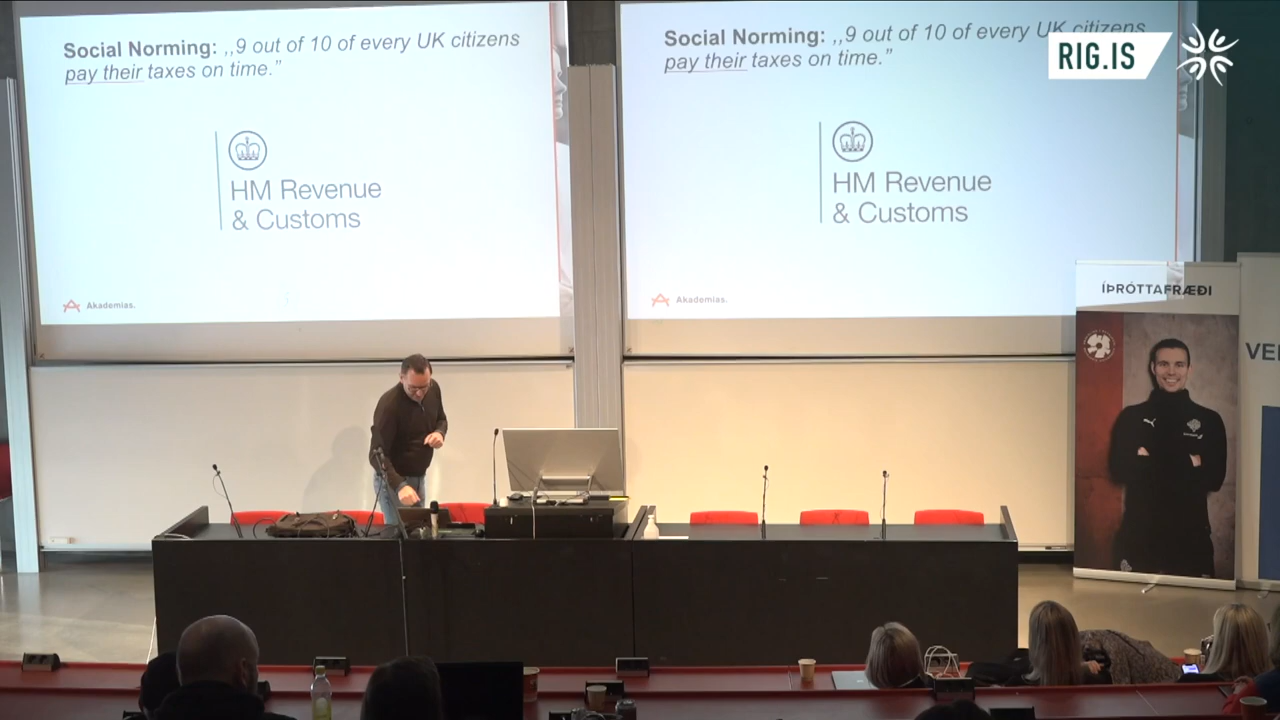 Social Norming: ,,9 out of 10 of every UK citizens
pay their taxes on time.”
HM Revenue
& Customs
Akademias.
Social Norming: ,,9 out of 10 of every UK citizens
pay their taxes on time.”
HM Revenue
& Customs
Akademias.
RIG.IS
ÍÞRÓTTAFRÆÐI
VE